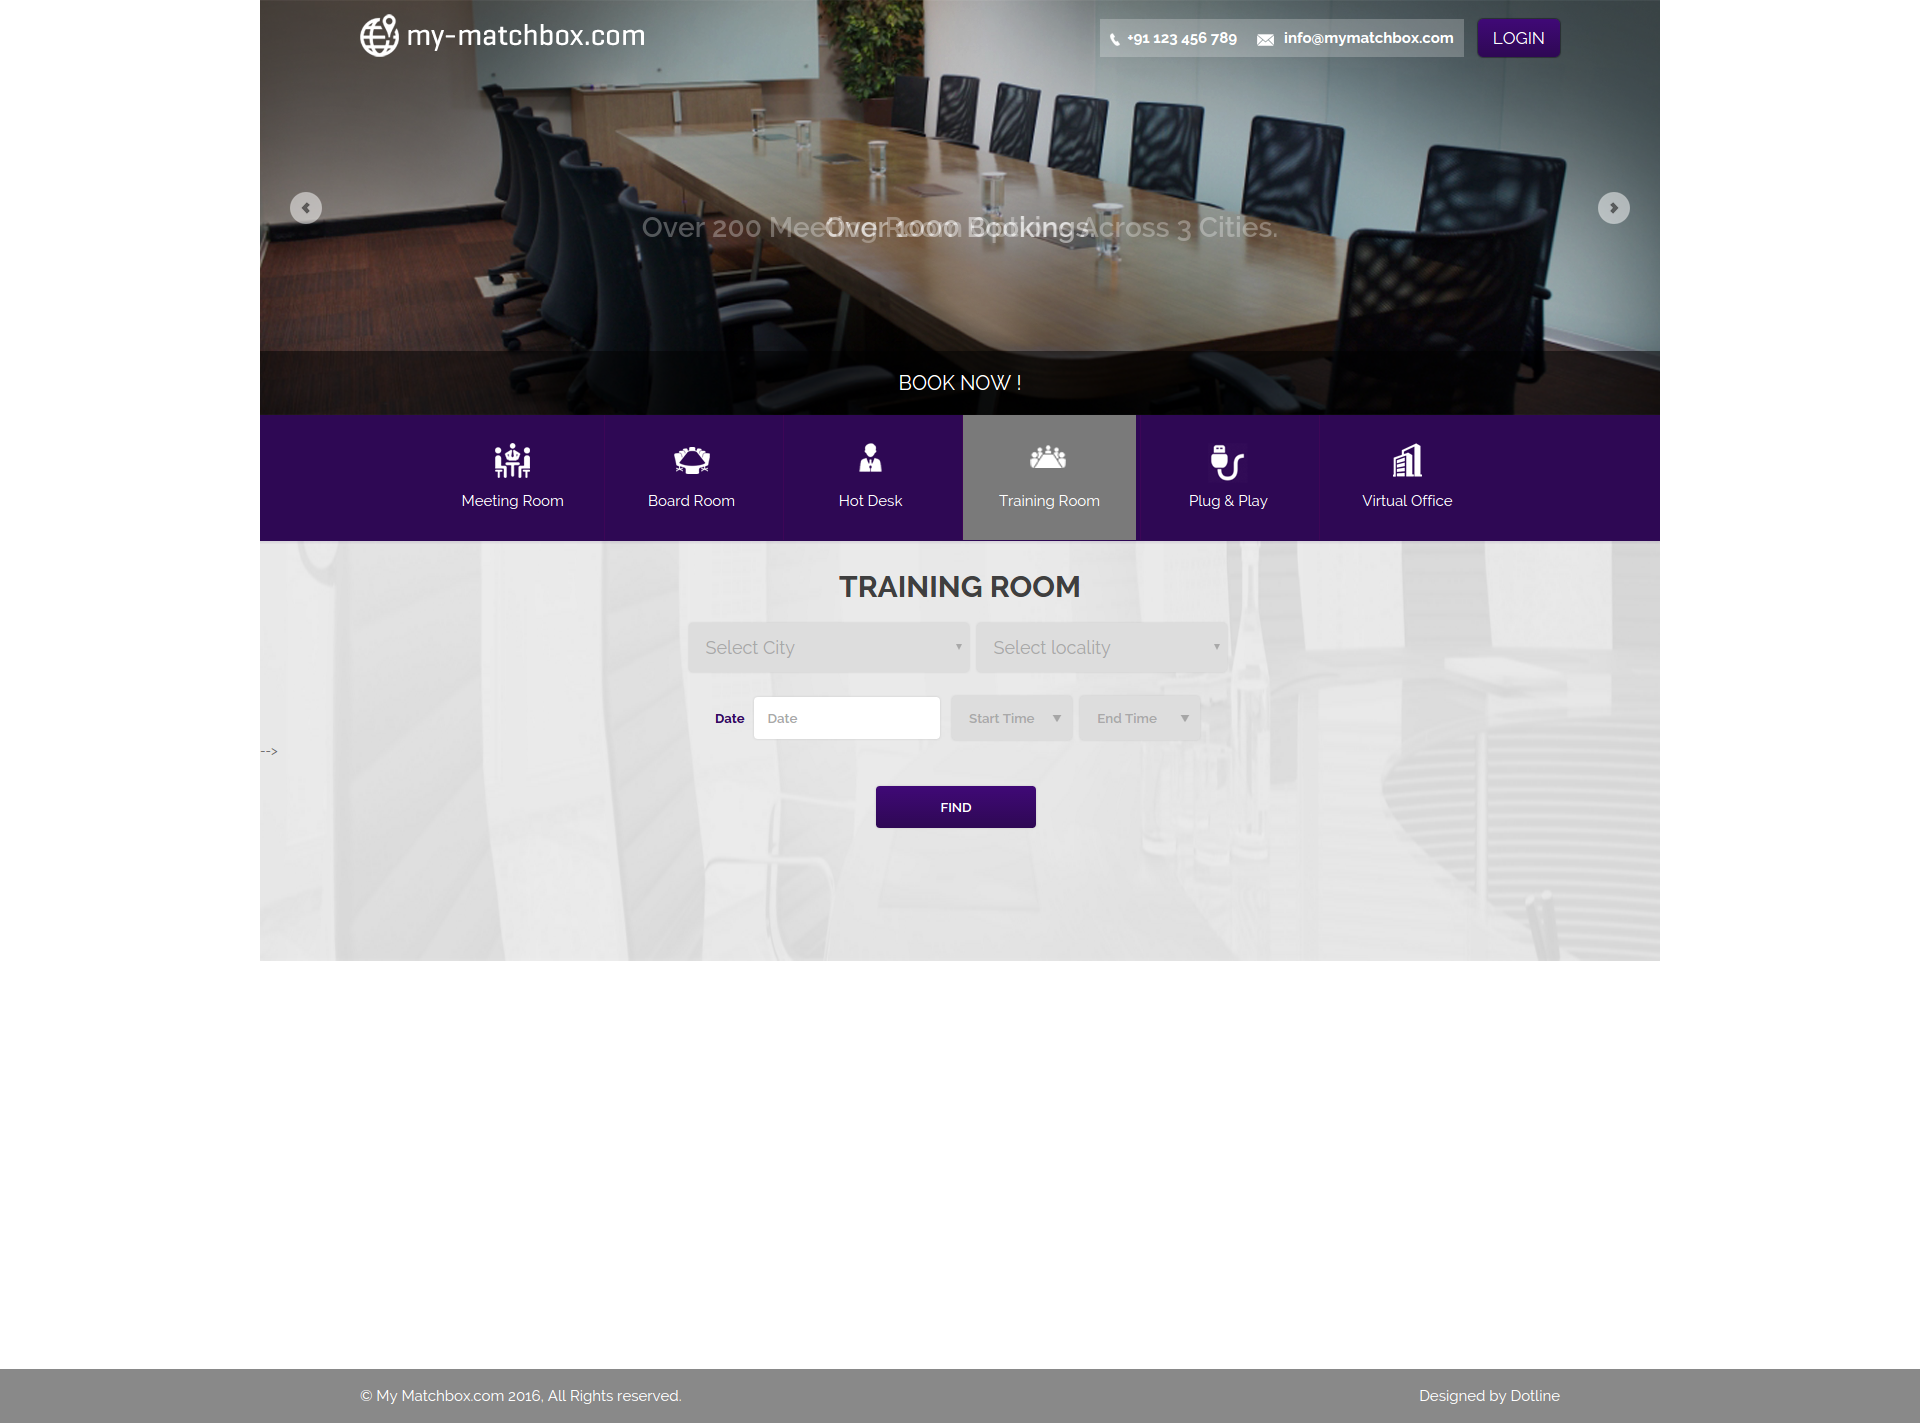 my-matchbox.com
+91 123 456 789 info@mymatchbox.com LOGIN
Over 200 Meeting Room Options Across 3 Cities.
Over 1000 Bookings.
BOOK NOW !
Meeting Room Board Room Hot Desk Training Room Plug & Play Virtual Office
TRAINING ROOM
Select City Select locality
Date Date Start Time End Time
-->
FIND
© My Matchbox.com 2016, All Rights reserved. Designed by Dotline